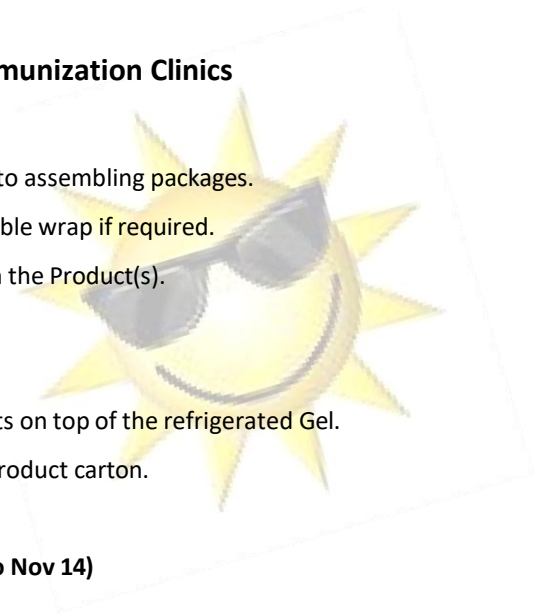 munization Clinics
to assembling packages.
ble wrap if required.
the Product(s).
ts on top of the refrigerated Gel.
roduct carton.
Nov 14)